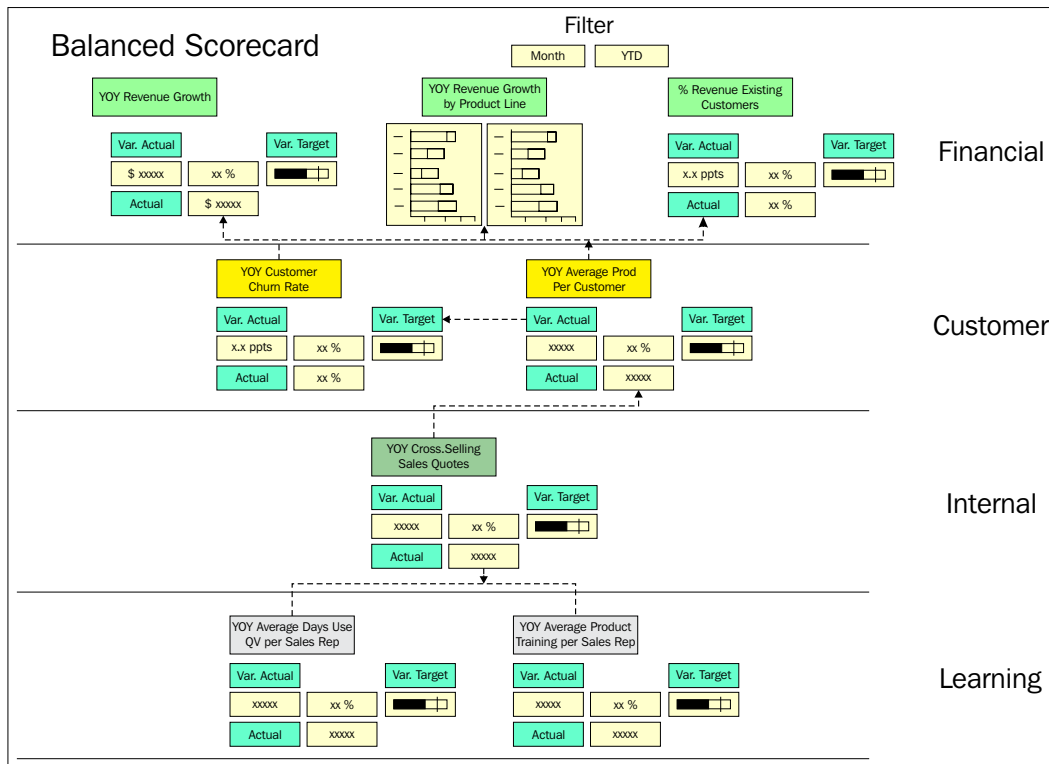 Balanced Scorecard
Filter
Month
YTD
YOY Revenue Growth
YOY Revenue Growth
by Product Line
% Revenue Existing
Customers
Var. Actual
Var. Target
$ xxxxx
xx %
Actual
$ xxxxx
Var. Actual
Var. Target
x.x ppts
xx %
Actual
xx %
Financial
YOY Customer
Churn Rate
YOY Average Prod
Per Customer
Var. Actual
Var. Target
x.x ppts
xx %
Actual
xx %
Var. Actual
Var. Target
xxxxx
xx %
Actual
xxxxx
Customer
YOY Cross.Selling
Sales Quotes
Var. Actual
Var. Target
xxxxx
xx %
Actual
xxxxx
Internal
YOY Average Days Use
QV per Sales Rep
YOY Average Product
Training per Sales Rep
Var. Actual
Var. Target
xxxxx
xx %
Actual
xxxxx
Var. Actual
Var. Target
xxxxx
xx %
Actual
xxxxx
Learning